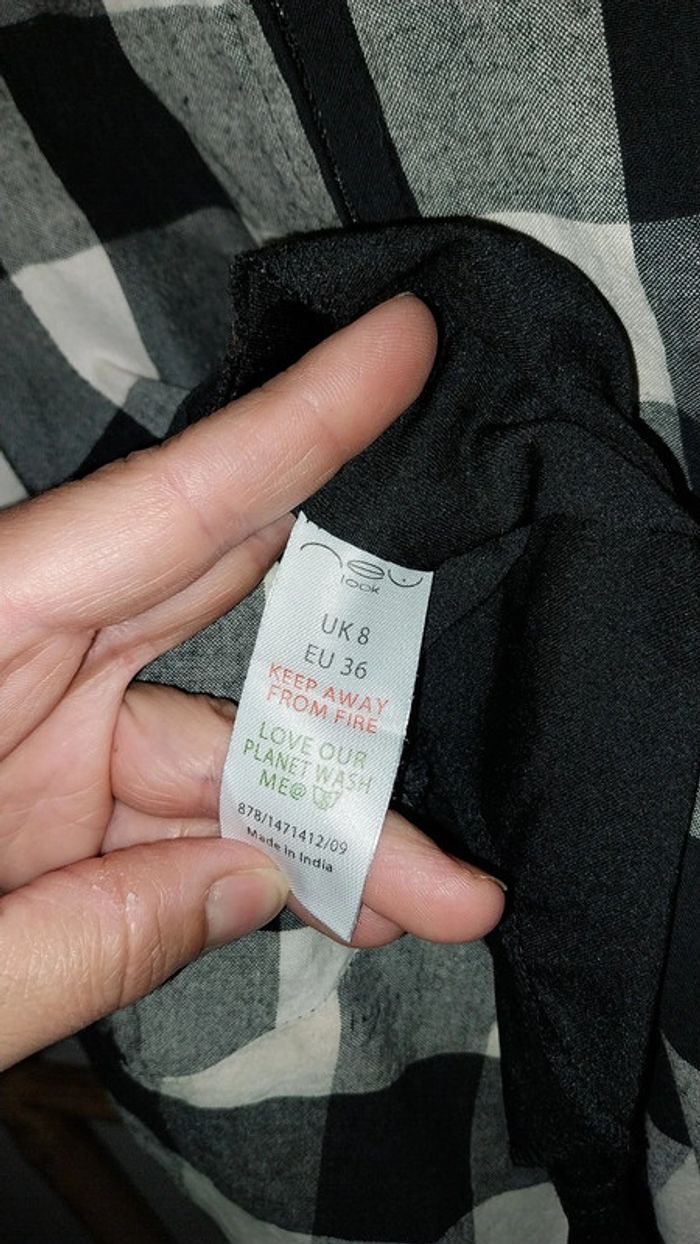 new
look
UK 8
EU 36
KEEP AWAY
FROM FIRE
LOVE OUR
PLANET WASH
ME@
878/1471412/09
Made in India